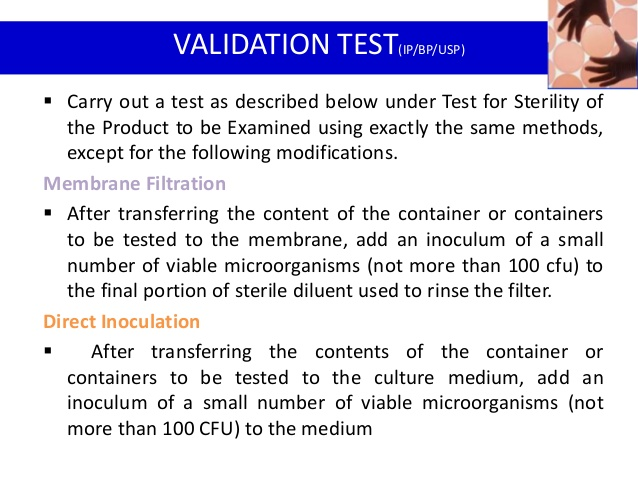 VALIDATION TEST(IP/BP/USP)
▪ Carry out a test as described below under Test for Sterility of
the Product to be Examined using exactly the same methods,
except for the following modifications.
Membrane Filtration
▪ After transferring the content of the container or containers
to be tested to the membrane, add an inoculum of a small
number of viable microorganisms (not more than 100 cfu) to
the final portion of sterile diluent used to rinse the filter.
Direct Inoculation
▪ After transferring the contents of the container or
containers to be tested to the culture medium, add an
inoculum of a small number of viable microorganisms (not
more than 100 CFU) to the medium